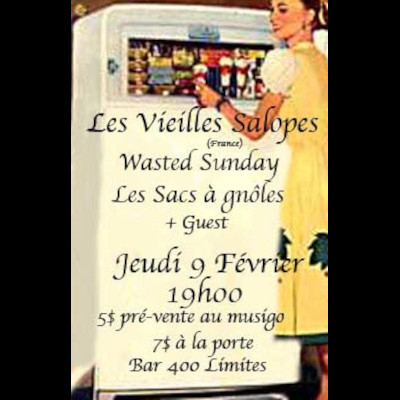 Les Vieilles Salopes
(France)
Wasted Sunday
Les Sacs à gnôles
+ Guest
Jeudi 9 Février
19h00
5$ pré-vente au musigo
7$ à la porte
Bar 400 Limites